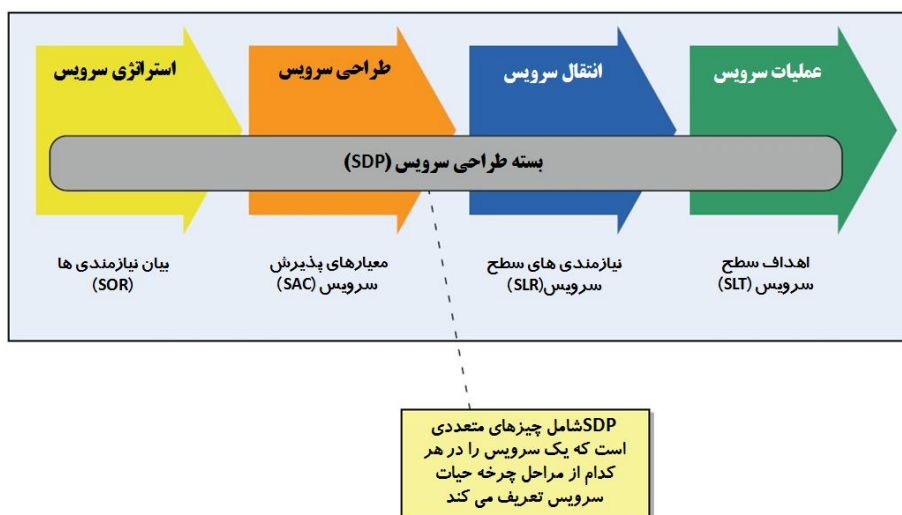 استراتژی سرویس
طراحی سرویس
انتقال سرویس
عملیات سرویس
بسته طراحی سرویس (SDP)
بیان نیازمندی ها
(SOR)
معیارهای پذیرش
سرویس (SAC)
نیازمندی های سطح
سرویس(SLR)
اهداف سطح
سرویس (SLT)
SDPشامل چیزهای متعددی
است که یک سرویس را در هر
کدام از مراحل چرخه حیات
سرویس تعریف می کند